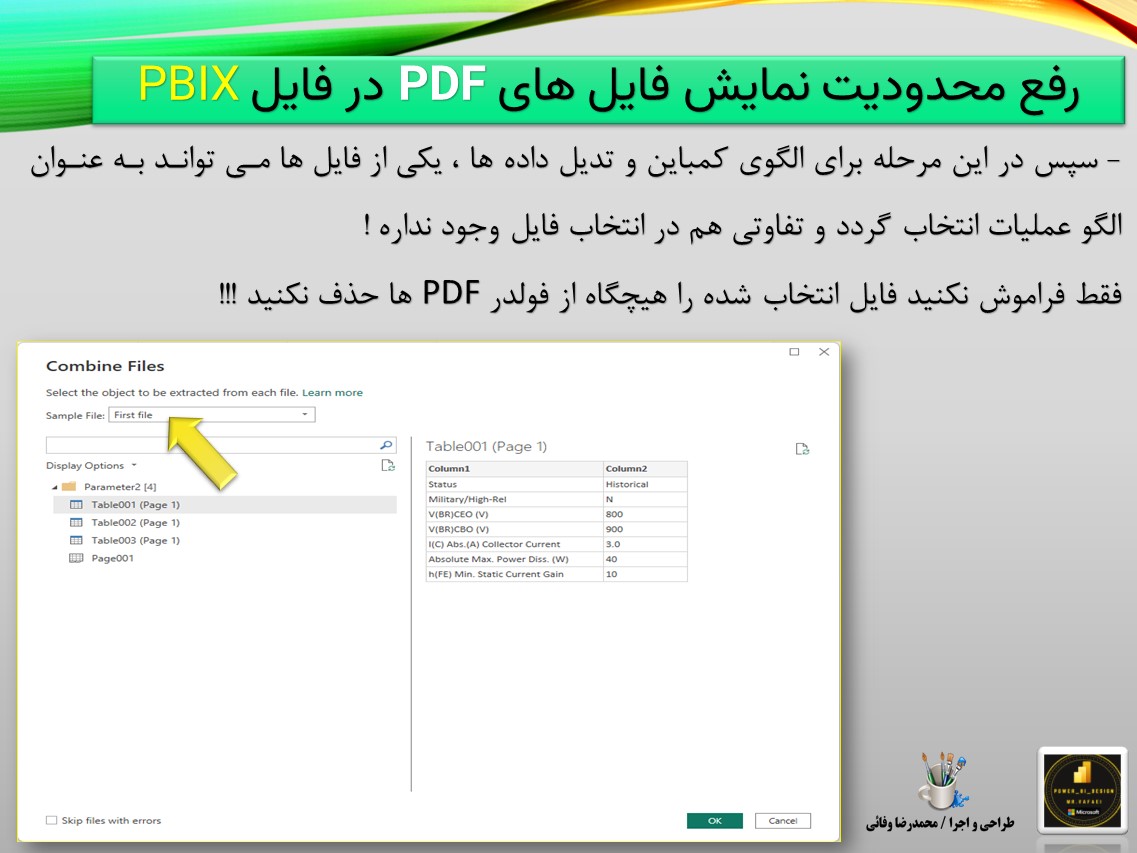 رفع محدودیت نمایش فایل های PDF در فایل PBIX
- سپس در این مرحله برای الگوی کمباین و تدیل داده ها ، یکی از فایل ها می تواند به عنوان
الگو عملیات انتخاب گردد و تفاوتی هم در انتخاب فایل وجود نداره !
فقط فراموش نکنید فایل انتخاب شده را هیچگاه از فولدر PDF ها حذف نکنید !!!
Combine Files
Select the object to be extracted from each file. Learn more
Sample File: First file
Display Options
Parameter2 [4]
Table001 (Page 1)
Table002 (Page 1)
Table003 (Page 1)
Page001
Table001 (Page 1)
Column1 Column2
Status Historical
Military/High-Rel N
V(BR)CEO (V) 800
V(BR)CBO (V) 900
I(C) Abs.(A) Collector Current 3.0
Absolute Max. Power Diss. (W) 40
h(FE) Min. Static Current Gain 10
Skip files with errors
OK Cancel
طراحی و اجرا / محمدرضا وفائی
POWER_BI_DESIGN
MR.VAFAEI
Microsoft